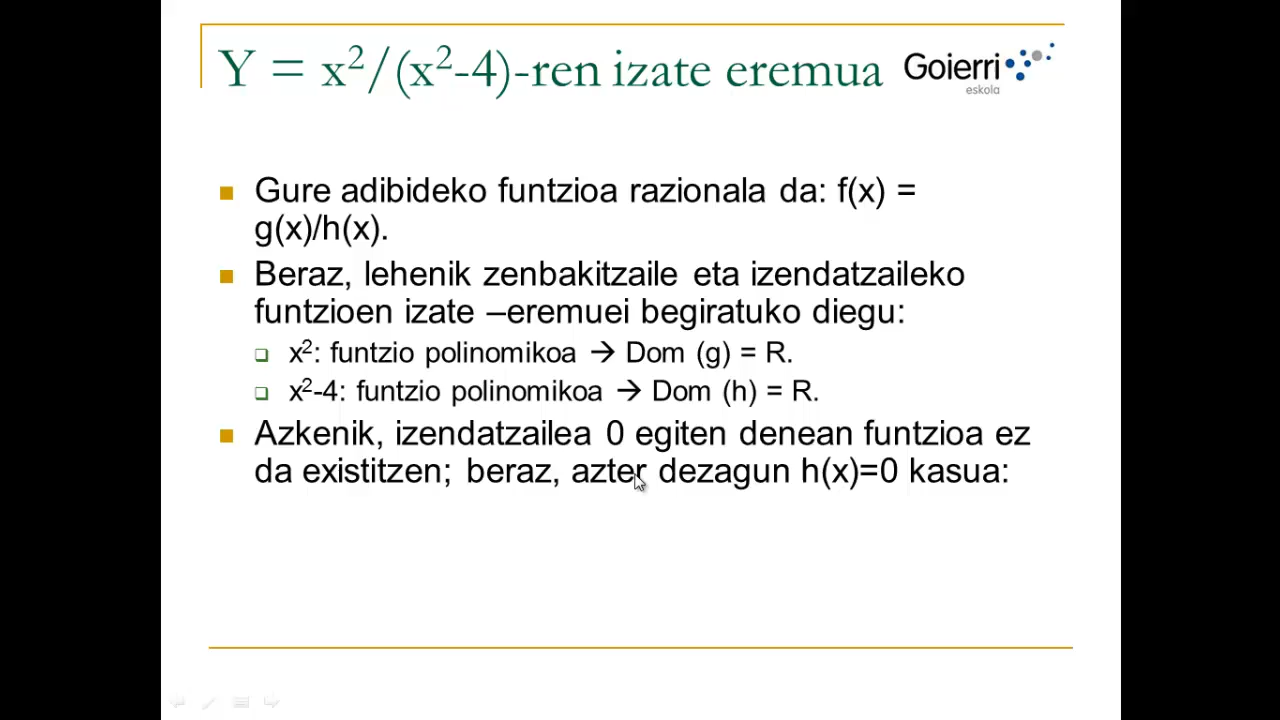 Y = x²/(x²-4)-ren izate eremua
Goierri
eskola
Gure adibideko funtzioa razionala da: f(x) =
g(x)/h(x).
Beraz, lehenik zenbakitzaile eta izendatzaileko
funtzioen izate –eremuei begiratuko diegu:
x²: funtzio polinomikoa → Dom (g) = R.
x²-4: funtzio polinomikoa → Dom (h) = R.
Azkenik, izendatzailea 0 egiten denean funtzioa ez
da existitzen; beraz, azter dezagun h(x)=0 kasua: